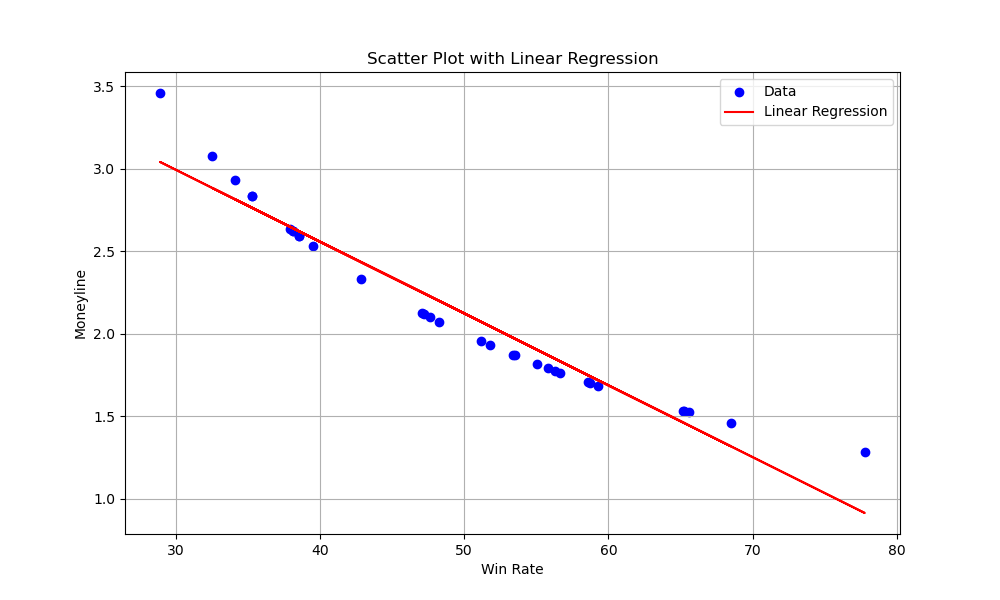 Scatter Plot with Linear Regression
Data
Linear Regression
3.5
3.0
2.5
2.0
1.5
1.0
Moneyline
30 40 50 60 70 80
Win Rate